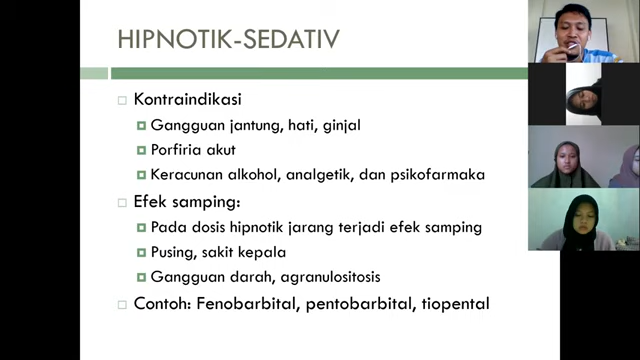 HIPNOTIK-SEDATIV
Kontraindikasi
Gangguan jantung, hati, ginjal
Porfiria akut
Keracunan alkohol, analgetik, dan psikofarmaka
Efek samping:
Pada dosis hipnotik jarang terjadi efek samping
Pusing, sakit kepala
Gangguan darah, agranulositosis
Contoh: Fenobarbital, pentobarbital, tiopental